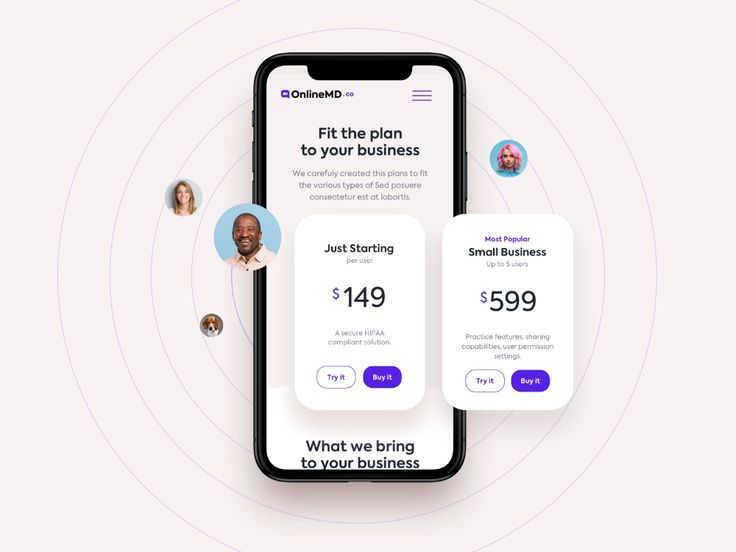 OnlineMD.co
Fit the plan
to your business
We carefuly created this plans to fit
the various types of Sed posuere
consectetur est at lobortis.
Just Starting
per user
$149
A secure HIPAA
compliant solution.
Try it
Buy it
Most Popular
Small Business
Up to 5 users
$599
Practice features, sharing
capabilities, user permission
settings.
Try it
Buy it
What we bring
to your business